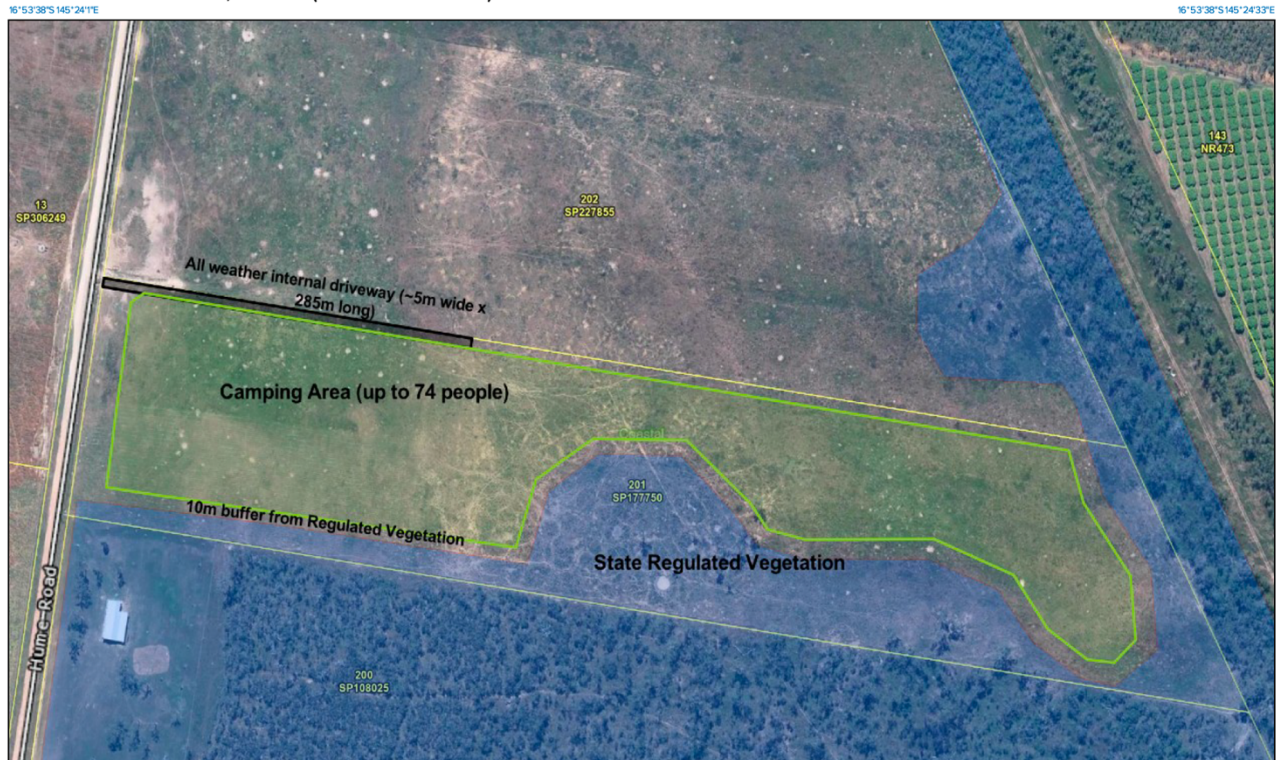 16°53'38"S 145°24'1"E
16°53'38"S 145°24'33"E
143
NR473
13
SP306249
202
SP227855
All weather internal driveway (~5m wide x
285m long)
Camping Area (up to 74 people)
201
SP177750
10m buffer from Regulated Vegetation
State Regulated Vegetation
Hume Road
200
SP108025